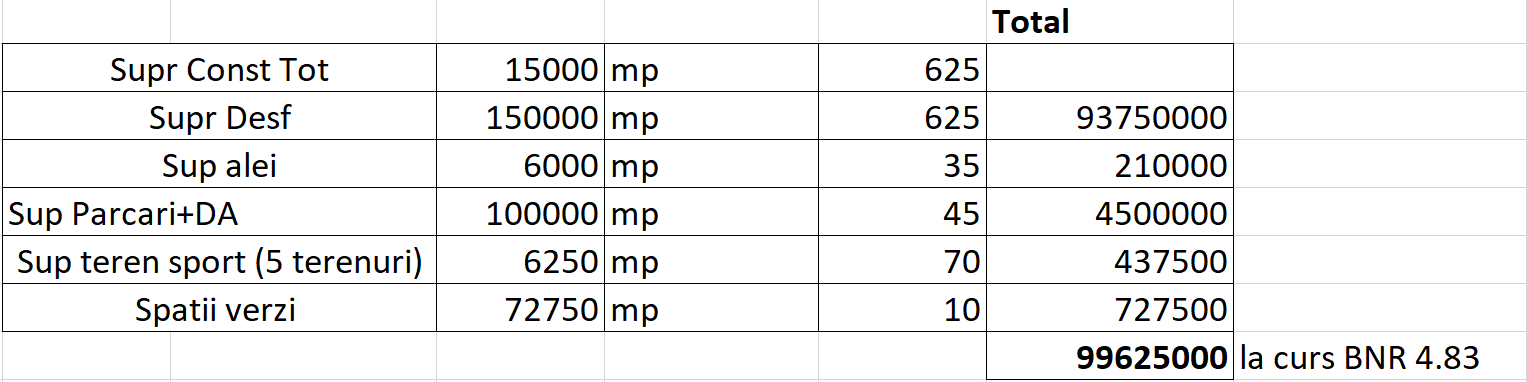 Total
Supr Const Tot 15000 mp 625
Supr Desf 150000 mp 625 93750000
Sup alei 6000 mp 35 210000
Sup Parcari+DA 100000 mp 45 4500000
Sup teren sport (5 terenuri) 6250 mp 70 437500
Spatii verzi 72750 mp 10 727500
99625000 la curs BNR 4.83